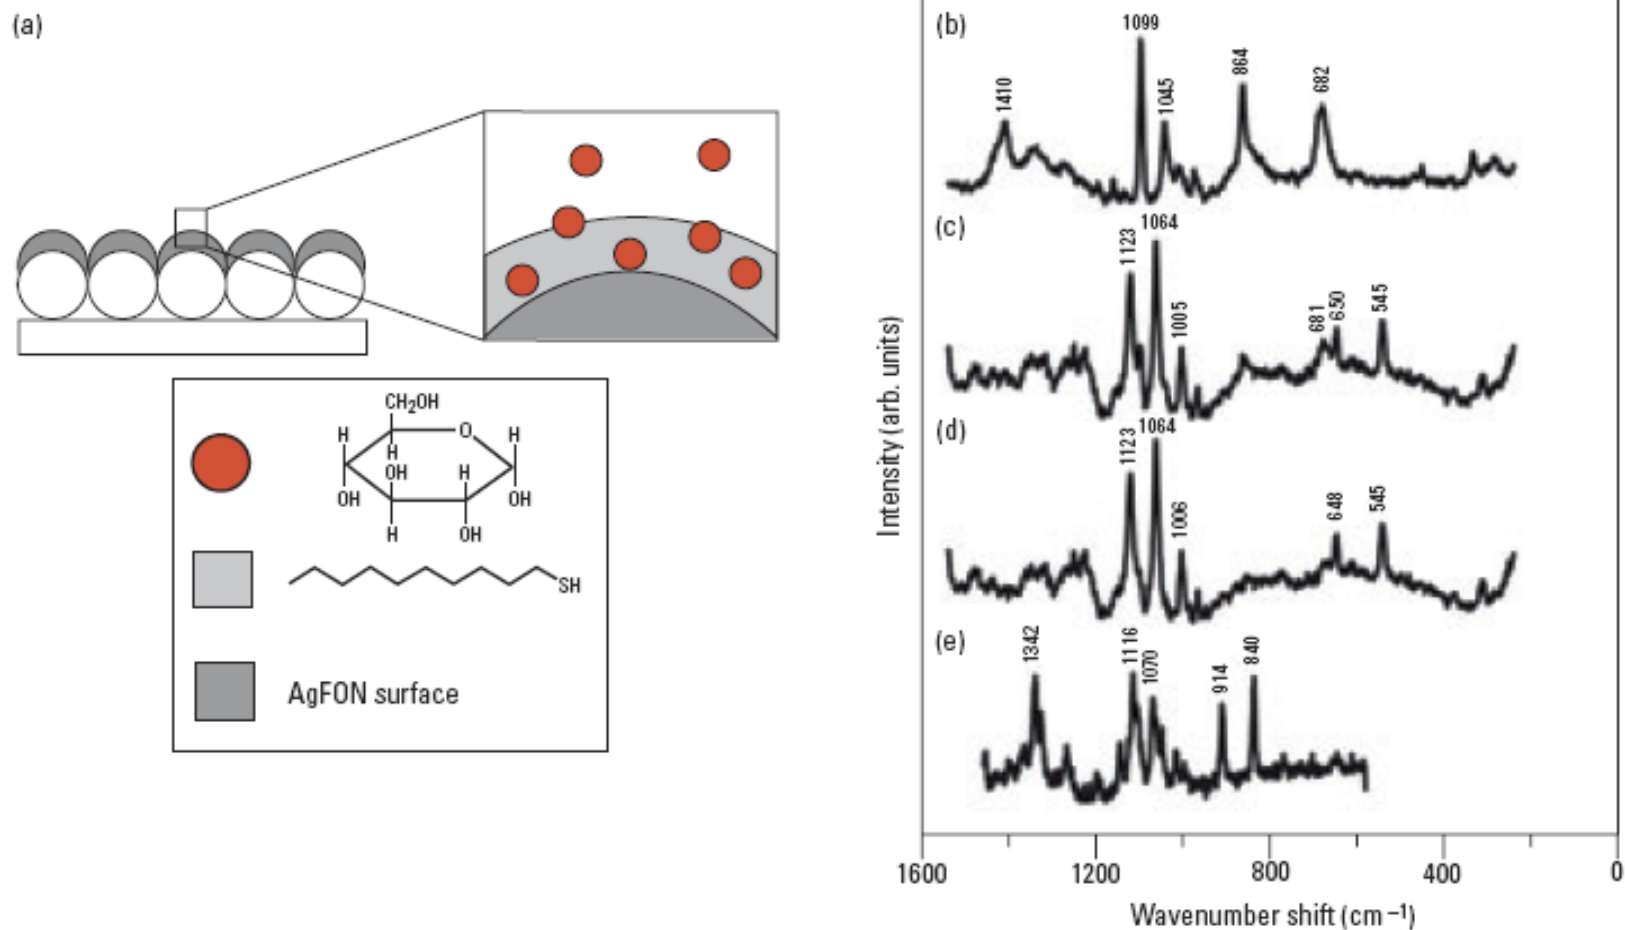 (a)
CH₂OH
H
O
H
H
OH
H
OH
OH
H
OH
SH
AgFON surface
(b)
1410
1099
1045
864
682
(c)
1123
1064
1005
681
650
545
(d)
1123
1064
1006
648
545
(e)
1342
1116
1070
914
840
Intensity (arb. units)
1600
1200
800
400
0
Wavenumber shift (cm⁻¹)